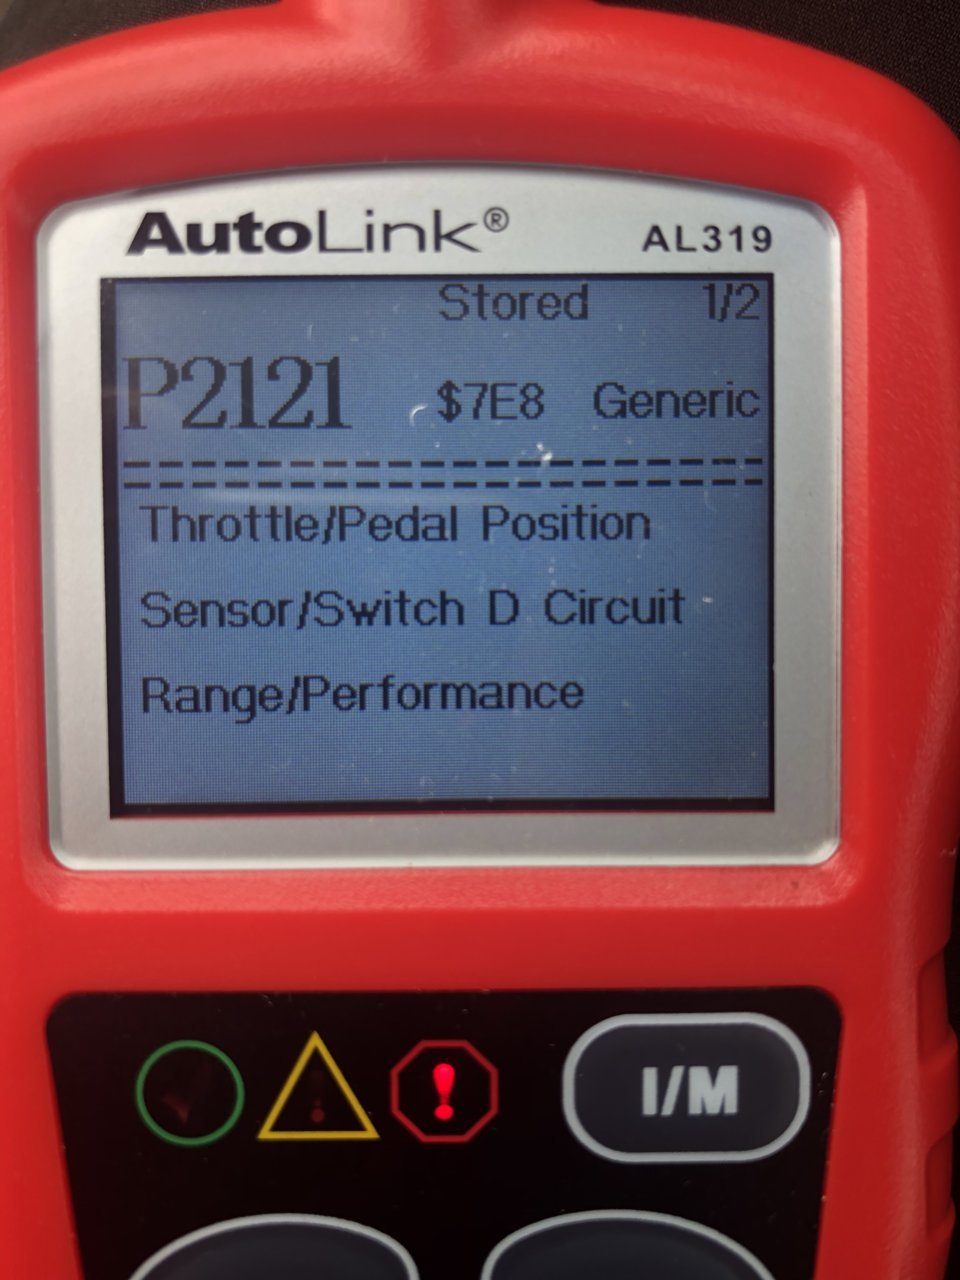 AutoLink® AL319
Stored 1/2
P2121 $7E8 Generic
Throttle/Pedal Position
Sensor/Switch D Circuit
Range/Performance
I/M